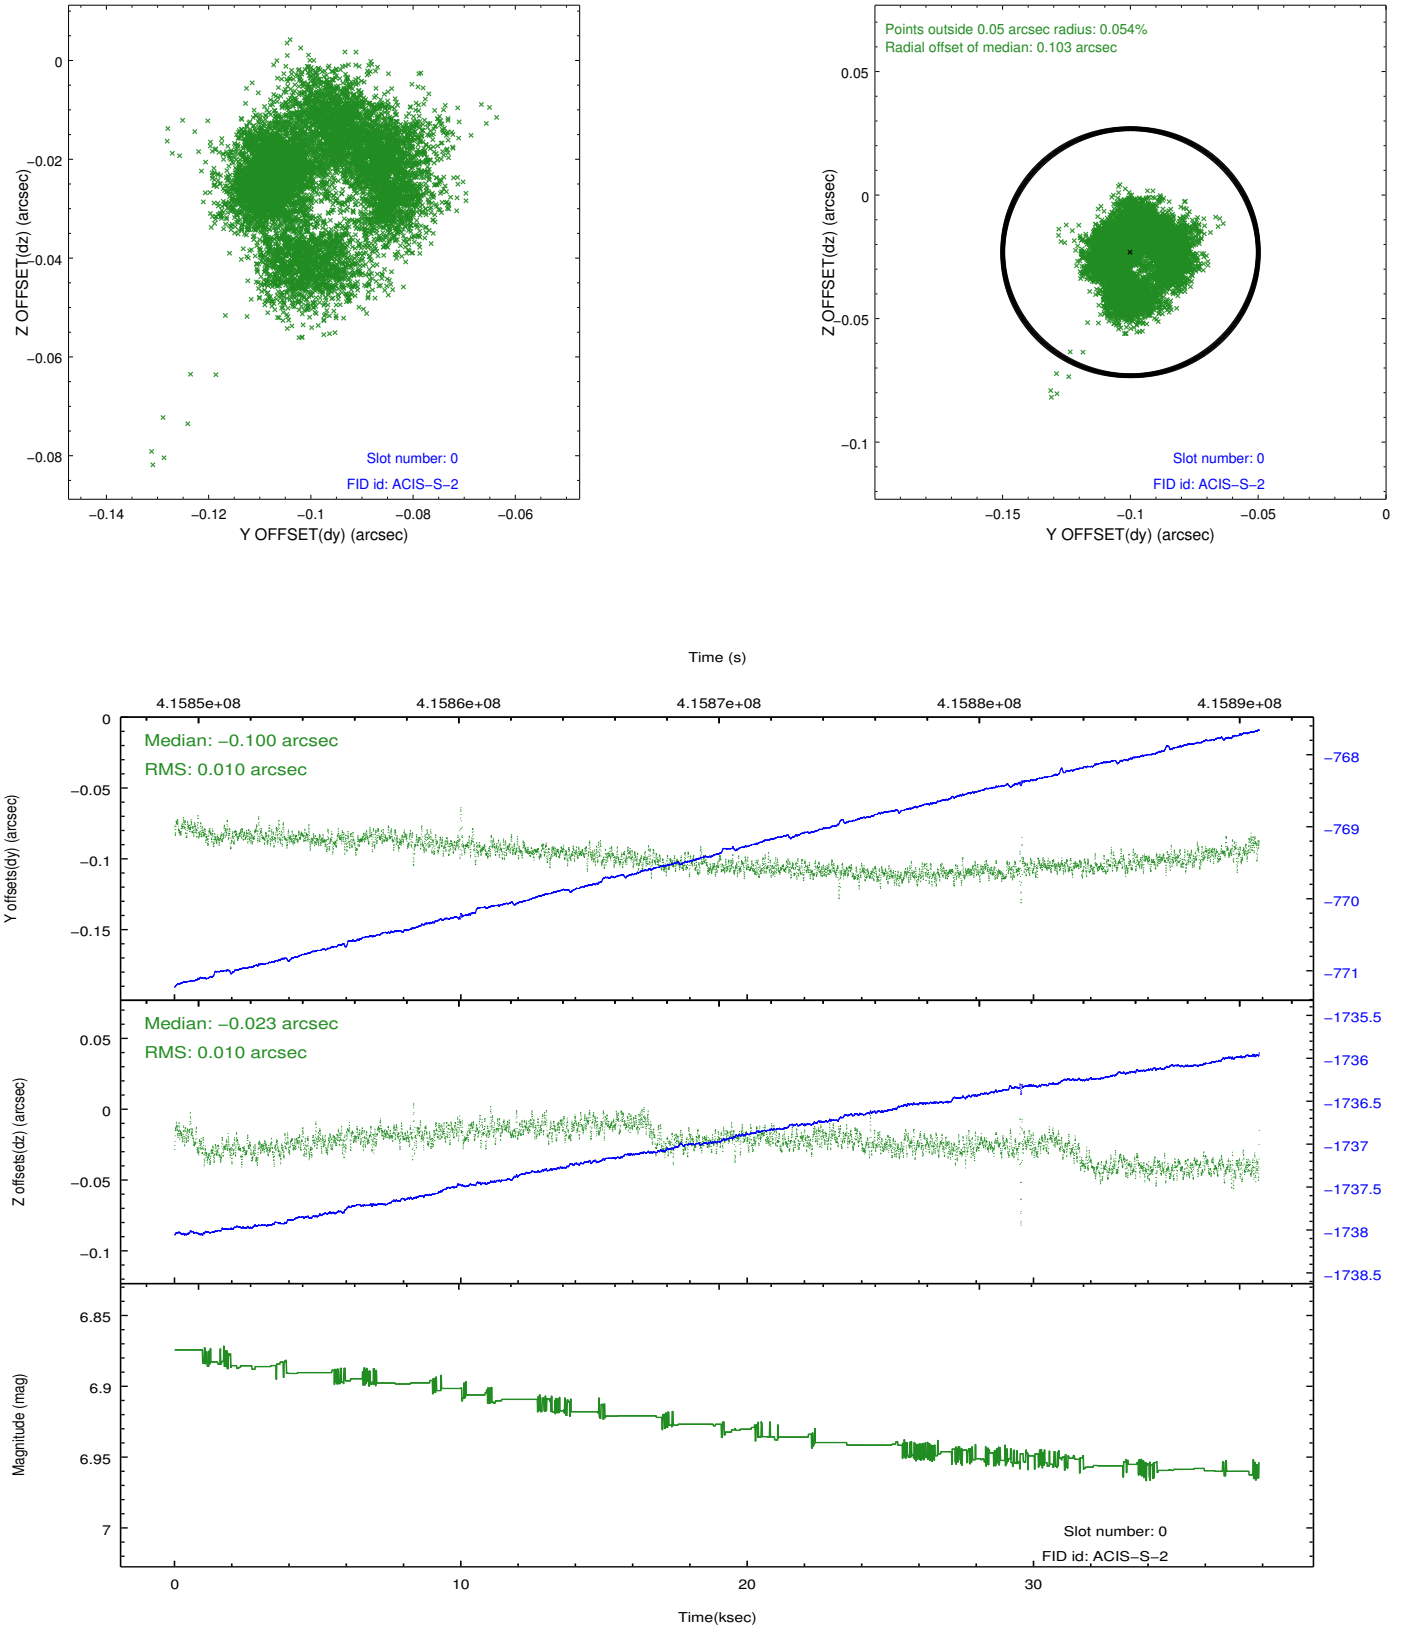 0
−0.02
−0.04
−0.06
−0.08
Z OFFSET(dz) (arcsec)
Slot number: 0
FID id: ACIS−S−2
−0.14
−0.12
−0.1
−0.08
−0.06
Y OFFSET(dy) (arcsec)
Points outside 0.05 arcsec radius: 0.054%
Radial offset of median: 0.103 arcsec
0.05
0
−0.05
−0.1
Z OFFSET(dz) (arcsec)
Slot number: 0
FID id: ACIS−S−2
−0.15
−0.1
−0.05
0
Y OFFSET(dy) (arcsec)
Time (s)
4.1585e+08
4.1586e+08
4.1587e+08
4.1588e+08
4.1589e+08
Median: −0.100 arcsec
RMS: 0.010 arcsec
0
−0.05
−0.1
−0.15
Y offsets(dy) (arcsec)
−768
−769
−770
−771
Median: −0.023 arcsec
RMS: 0.010 arcsec
0.05
0
−0.05
−0.1
Z offsets(dz) (arcsec)
−1735.5
−1736
−1736.5
−1737
−1737.5
−1738
−1738.5
6.85
6.9
6.95
7
Magnitude (mag)
Slot number: 0
FID id: ACIS−S−2
0
10
20
30
Time(ksec)